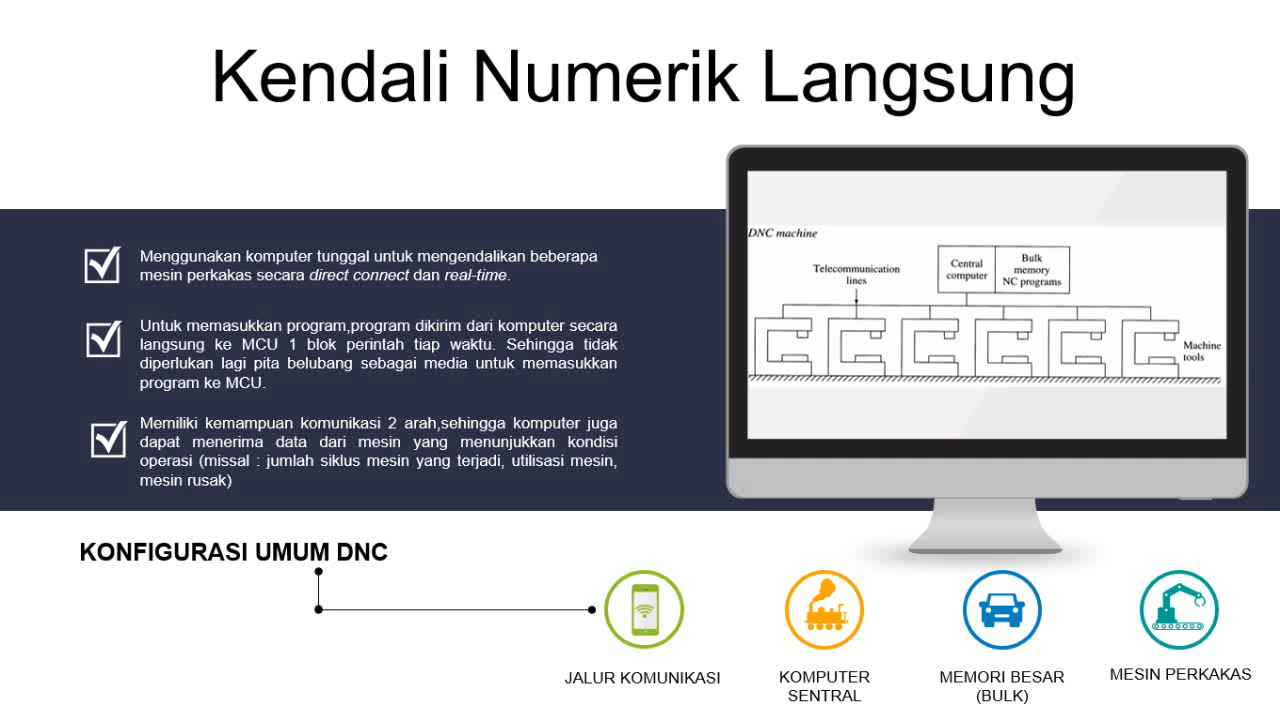 Kendali Numerik Langsung
Menggunakan komputer tunggal untuk mengendalikan beberapa
mesin perkakas secara direct connect dan real-time.
Untuk memasukkan program,program dikirim dari komputer secara
langsung ke MCU 1 blok perintah tiap waktu. Sehingga tidak
diperlukan lagi pita belubang sebagai media untuk memasukkan
program ke MCU.
Memiliki kemampuan komunikasi 2 arah,sehingga komputer juga
dapat menerima data dari mesin yang menunjukkan kondisi
operasi (missal : jumlah siklus mesin yang terjadi, utilisasi mesin,
mesin rusak)
DNC machine
Telecommunication
lines
Central
computer
Bulk
memory
NC programs
Machine
tools
KONFIGURASI UMUM DNC
JALUR KOMUNIKASI
KOMPUTER
SENTRAL
MEMORI BESAR
(BULK)
MESIN PERKAKAS